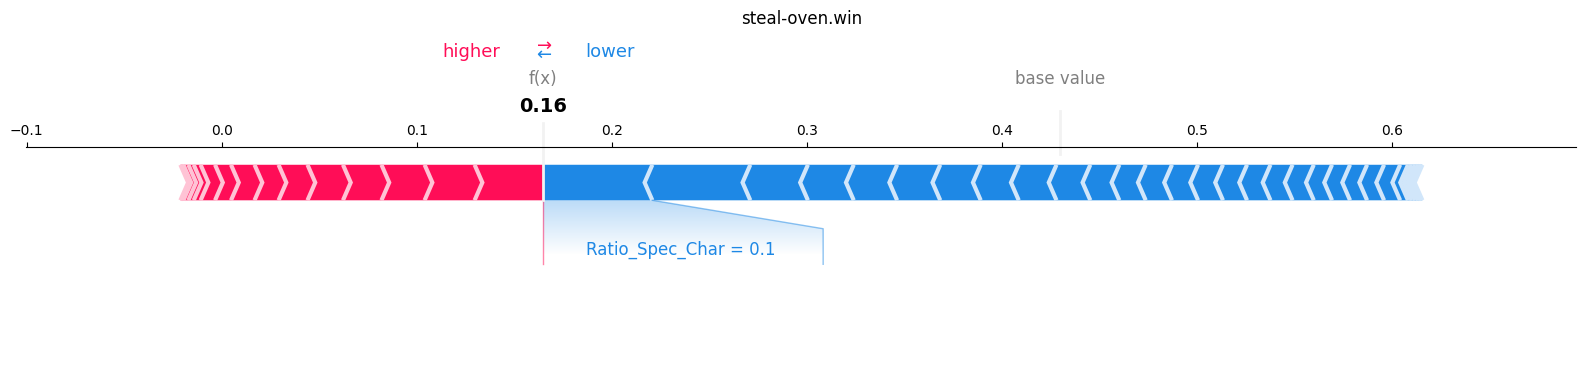 steal-oven.win
higher → ← lower
f(x) base value
0.16
−0.1 0.0 0.1 0.2 0.3 0.4 0.5 0.6
Ratio_Spec_Char = 0.1